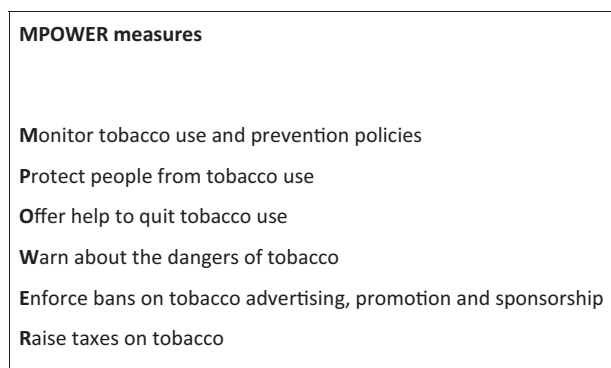 MPOWER measures
Monitor tobacco use and prevention policies
Protect people from tobacco use
Offer help to quit tobacco use
Warn about the dangers of tobacco
Enforce bans on tobacco advertising, promotion and sponsorship
Raise taxes on tobacco